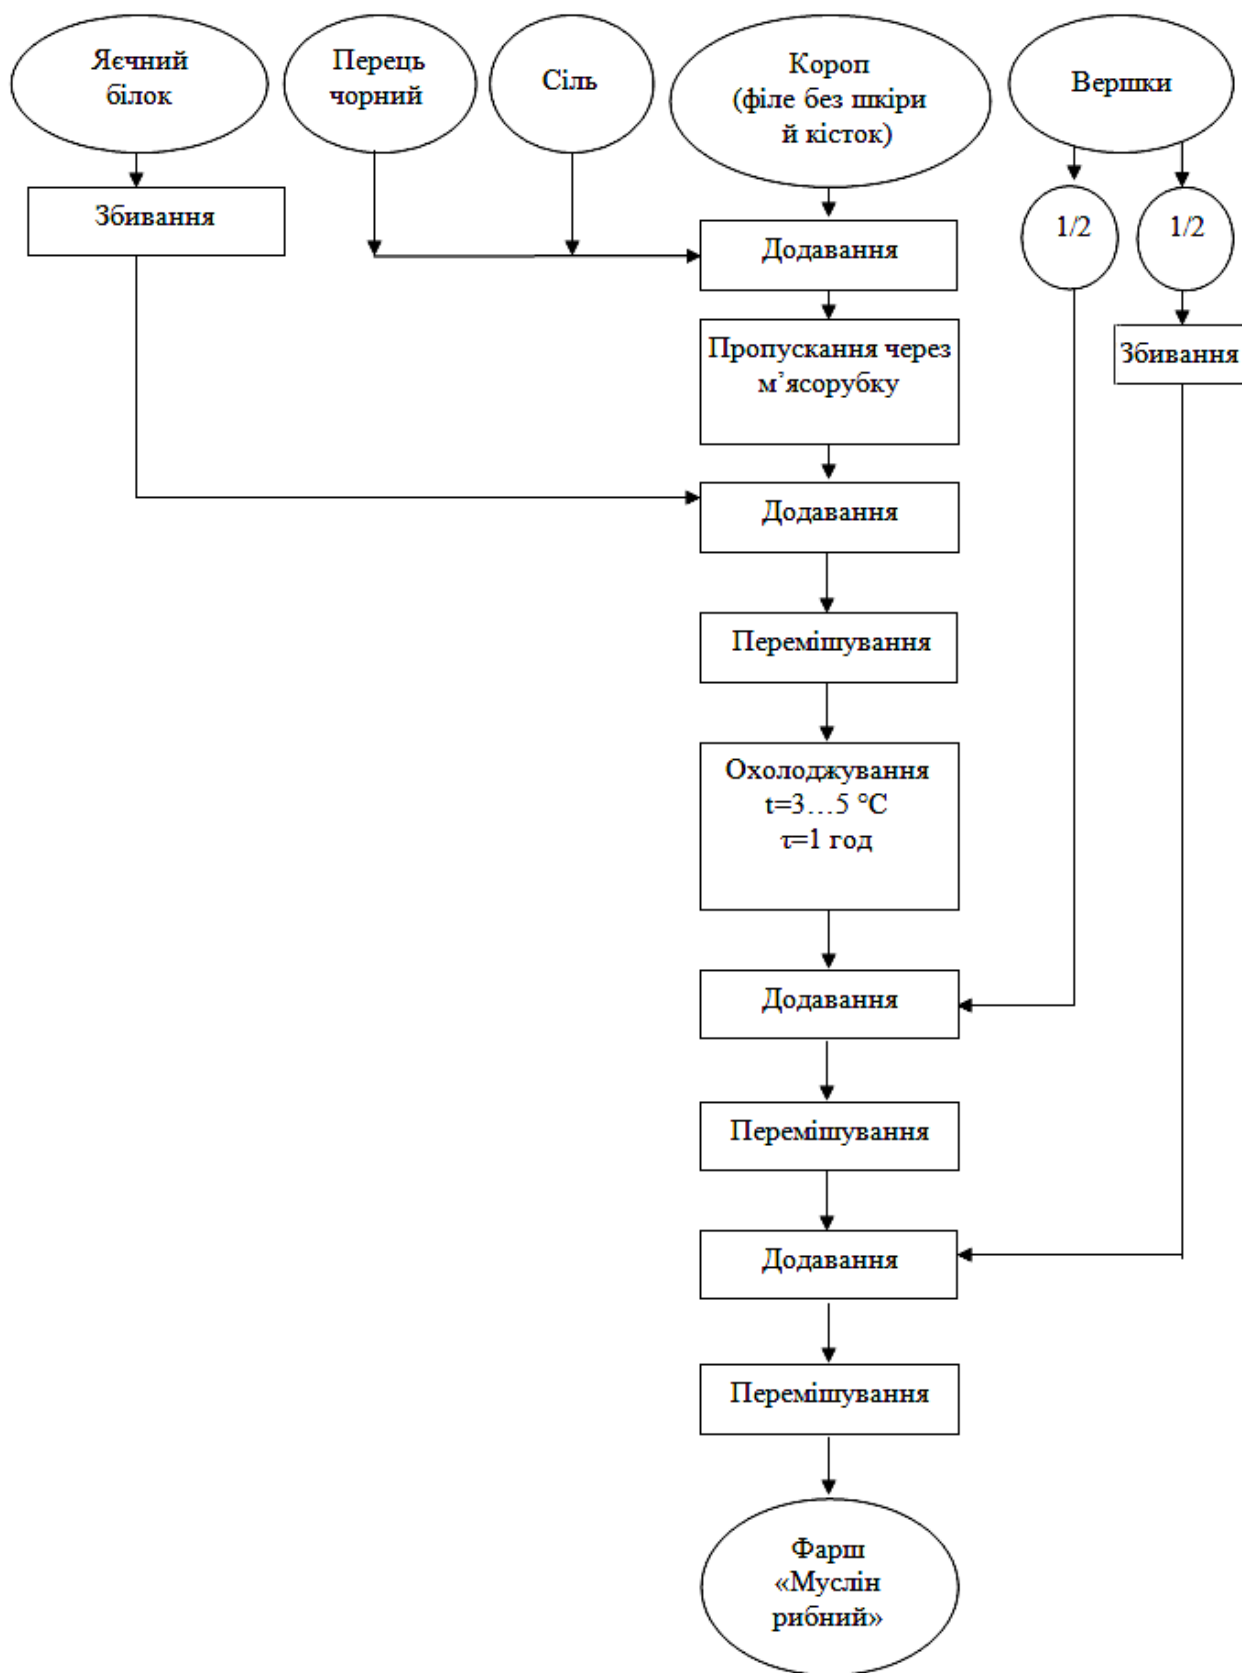 Яєчний
білок
Перець
чорний
Сіль
Короп
(філе без шкіри
й кісток)
Вершки
Збивання
1/2
1/2
Додавання
Пропускання через
м’ясорубку
Збивання
Додавання
Перемішування
Охолоджування
t=3…5 °С
τ=1 год
Додавання
Перемішування
Додавання
Перемішування
Фарш
«Муслін
рибний»